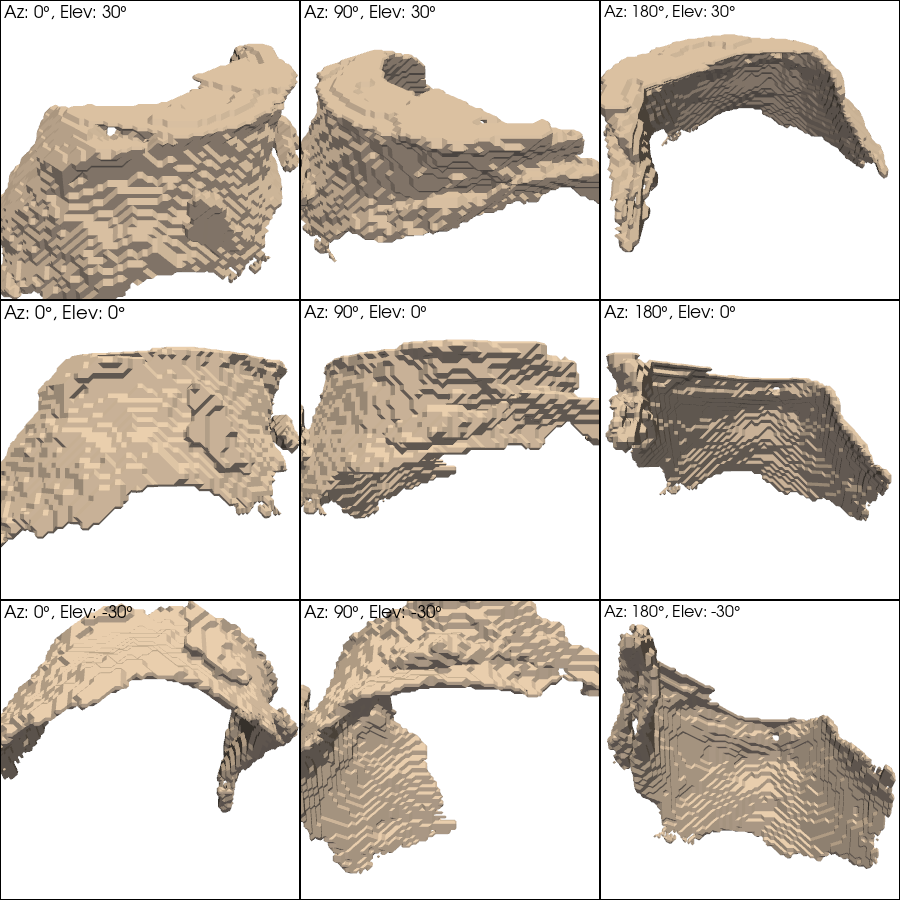 Az: 0°, Elev: 30°
Az: 90°, Elev: 30°
Az: 180°, Elev: 30°
Az: 0°, Elev: 0°
Az: 90°, Elev: 0°
Az: 180°, Elev: 0°
Az: 0°, Elev: -30°
Az: 90°, Elev: -30°
Az: 180°, Elev: -30°